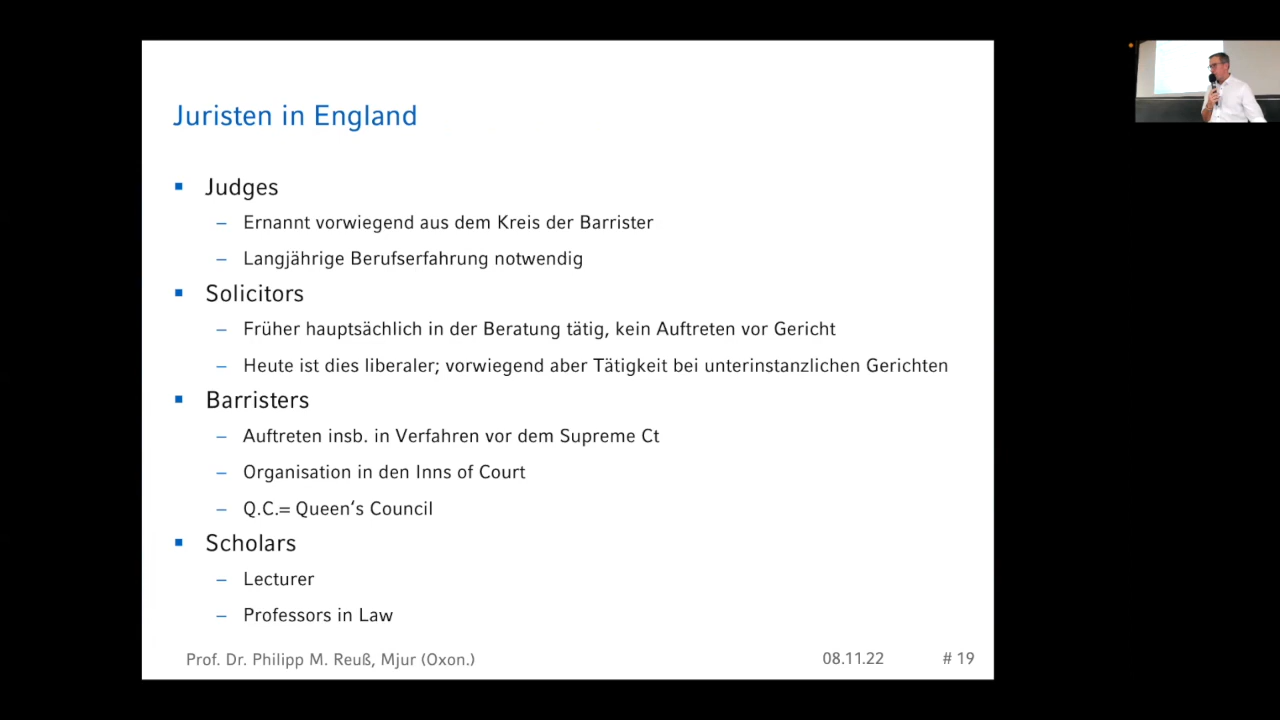 Juristen in England
▪ Judges
– Ernannt vorwiegend aus dem Kreis der Barrister
– Langjährige Berufserfahrung notwendig
▪ Solicitors
– Früher hauptsächlich in der Beratung tätig, kein Auftreten vor Gericht
– Heute ist dies liberaler; vorwiegend aber Tätigkeit bei unterinstanzlichen Gerichten
▪ Barristers
– Auftreten insb. in Verfahren vor dem Supreme Ct
– Organisation in den Inns of Court
– Q.C.= Queen‘s Council
▪ Scholars
– Lecturer
– Professors in Law
Prof. Dr. Philipp M. Reuß, Mjur (Oxon.) 08.11.22 # 19